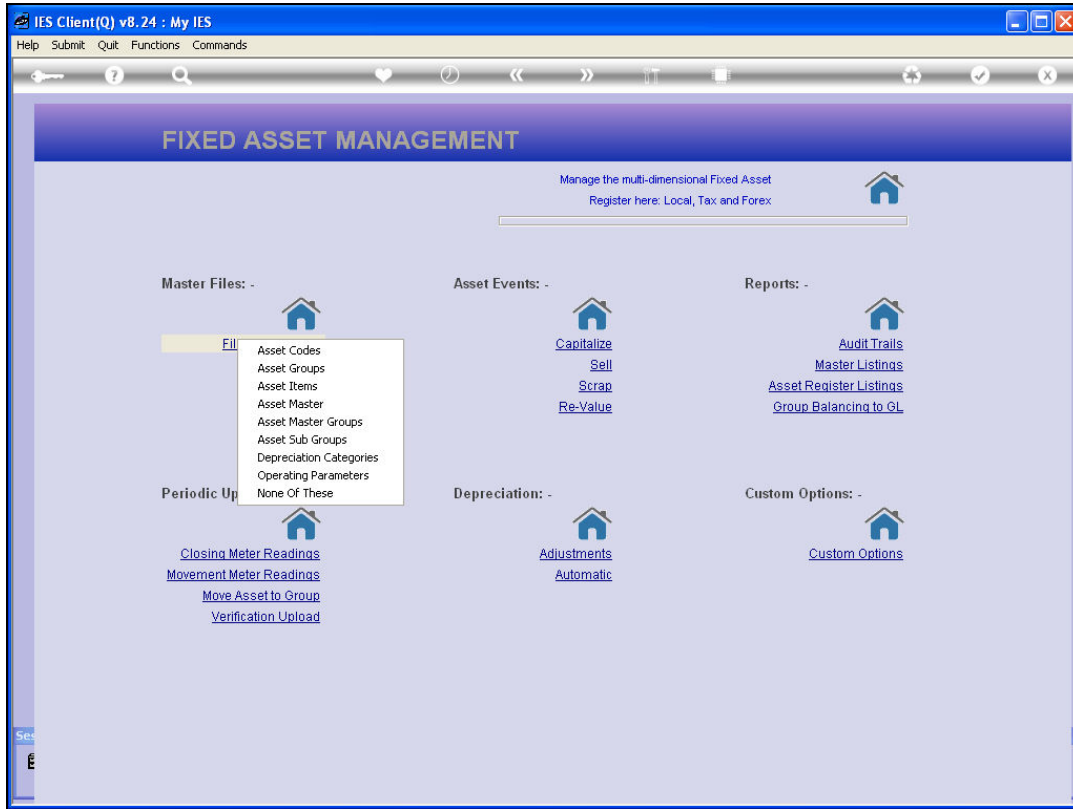 IES Client(Q) v8.24 : My IES
Help Submit Quit Functions Commands
FIXED ASSET MANAGEMENT
Manage the multi-dimensional Fixed Asset
Register here: Local, Tax and Forex
Master Files: -
Fil
Asset Codes
Asset Groups
Asset Items
Asset Master
Asset Master Groups
Asset Sub Groups
Depreciation Categories
Operating Parameters
None Of These
Asset Events: -
Capitalize
Sell
Scrap
Re-Value
Reports: -
Audit Trails
Master Listings
Asset Register Listings
Group Balancing to GL
Periodic Up
Closing Meter Readings
Movement Meter Readings
Move Asset to Group
Verification Upload
Depreciation: -
Adjustments
Automatic
Custom Options: -
Custom Options
Ses